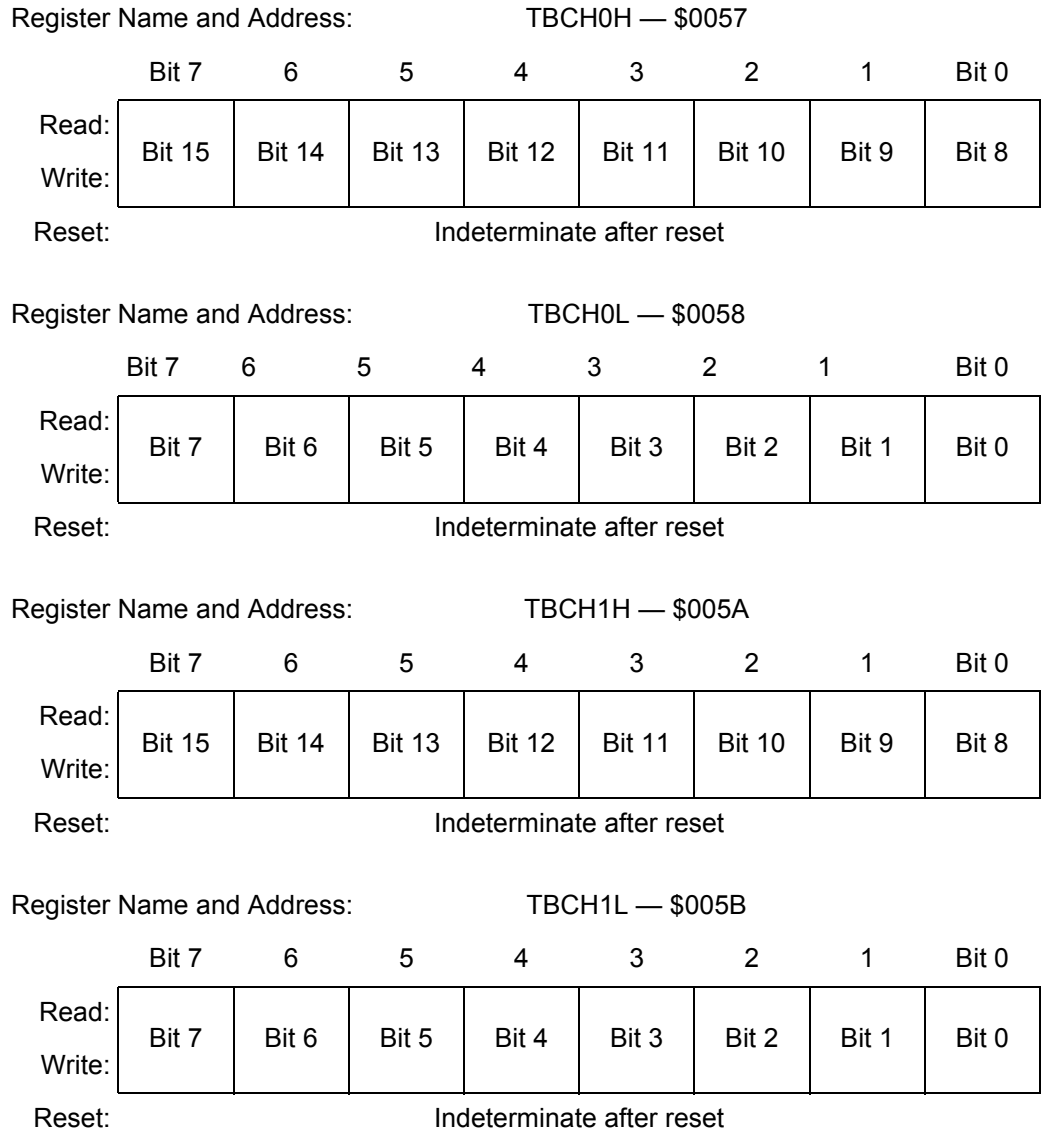 Register Name and Address: TBCH0H — $0057
Bit 7 6 5 4 3 2 1 Bit 0
Read:
Bit 15 Bit 14 Bit 13 Bit 12 Bit 11 Bit 10 Bit 9 Bit 8
Write:
Reset: Indeterminate after reset
Register Name and Address: TBCH0L — $0058
Bit 7 6 5 4 3 2 1 Bit 0
Read:
Bit 7 Bit 6 Bit 5 Bit 4 Bit 3 Bit 2 Bit 1 Bit 0
Write:
Reset: Indeterminate after reset
Register Name and Address: TBCH1H — $005A
Bit 7 6 5 4 3 2 1 Bit 0
Read:
Bit 15 Bit 14 Bit 13 Bit 12 Bit 11 Bit 10 Bit 9 Bit 8
Write:
Reset: Indeterminate after reset
Register Name and Address: TBCH1L — $005B
Bit 7 6 5 4 3 2 1 Bit 0
Read:
Bit 7 Bit 6 Bit 5 Bit 4 Bit 3 Bit 2 Bit 1 Bit 0
Write:
Reset: Indeterminate after reset